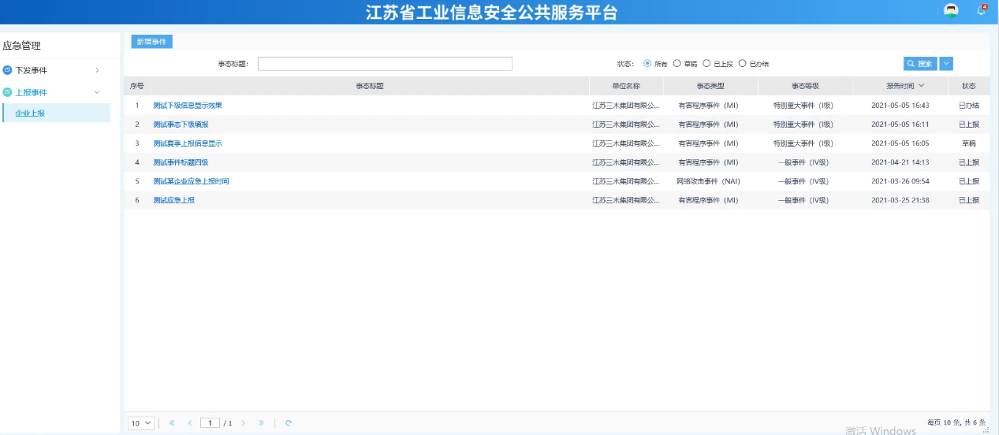 江苏省工业信息安全公共服务平台
4
应急管理
下发事件
上报事件
企业上报
新增事件
事态标题：
状态： 所有 草稿 已上报 已办结
搜索
序号 事态标题 单位名称 事态类型 事态等级 报告时间 状态
1 测试下级信息显示效果 江苏三木集团有限公... 有害程序事件（MI） 特别重大事件（I级） 2021-05-05 16:43 已办结
2 测试事态下级填报 江苏三木集团有限公... 有害程序事件（MI） 特别重大事件（I级） 2021-05-05 16:11 已上报
3 测试夏季上报信息显示 江苏三木集团有限公... 有害程序事件（MI） 特别重大事件（I级） 2021-05-05 16:05 草稿
4 测试事件标题四级 江苏三木集团有限公... 有害程序事件（MI） 一般事件（IV级） 2021-04-21 14:13 已上报
5 测试某企业应急上报时间 江苏三木集团有限公... 网络攻击事件（NAI） 一般事件（IV级） 2021-03-26 09:54 已上报
6 测试应急上报 江苏三木集团有限公... 有害程序事件（MI） 一般事件（IV级） 2021-03-25 21:38 已上报
10 1 / 1
每页 10 条, 共 6 条
激活 Windows